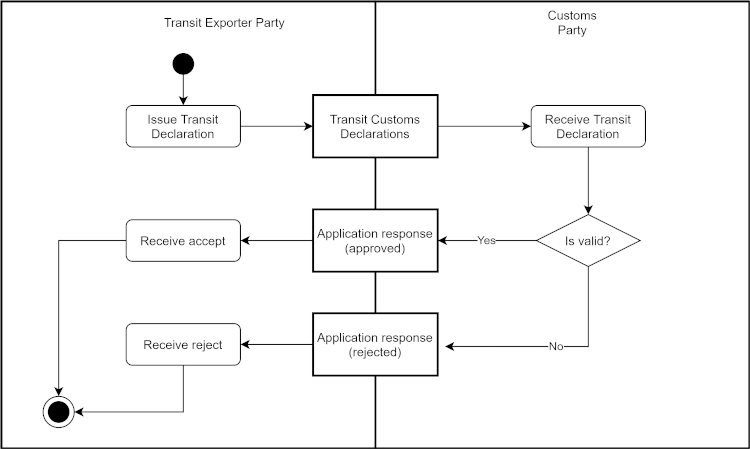 Transit Exporter Party
Customs
Party
Issue Transit
Declaration
Transit Customs
Declarations
Receive Transit
Declaration
Receive accept
Application response
(approved)
Yes
Is valid?
Receive reject
Application response
(rejected)
No